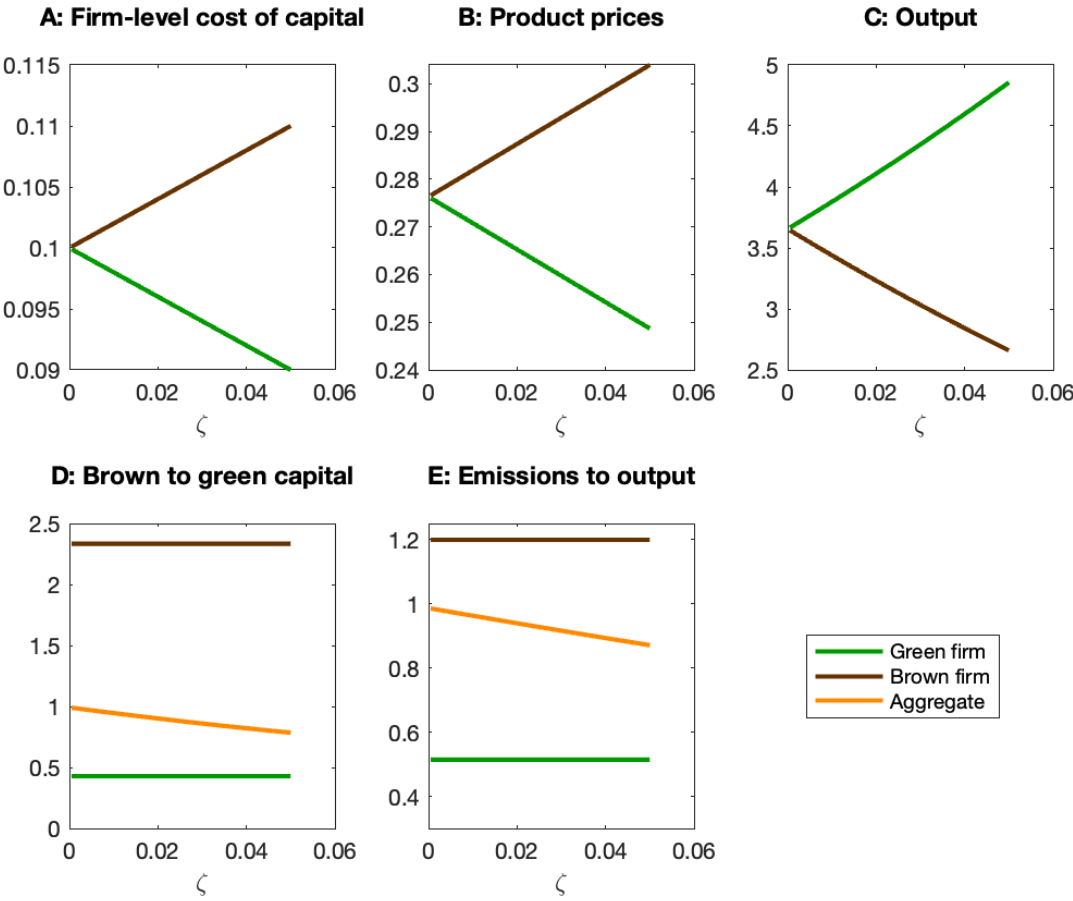 A: Firm-level cost of capital
0.115
0.11
0.105
0.1
0.095
0.09
0 0.02 0.04 0.06
ζ
B: Product prices
0.3
0.29
0.28
0.27
0.26
0.25
0.24
0 0.02 0.04 0.06
ζ
C: Output
5
4.5
4
3.5
3
2.5
0 0.02 0.04 0.06
ζ
D: Brown to green capital
2.5
2
1.5
1
0.5
0
0 0.02 0.04 0.06
ζ
E: Emissions to output
1.2
1
0.8
0.6
0.4
0 0.02 0.04 0.06
ζ
Green firm
Brown firm
Aggregate